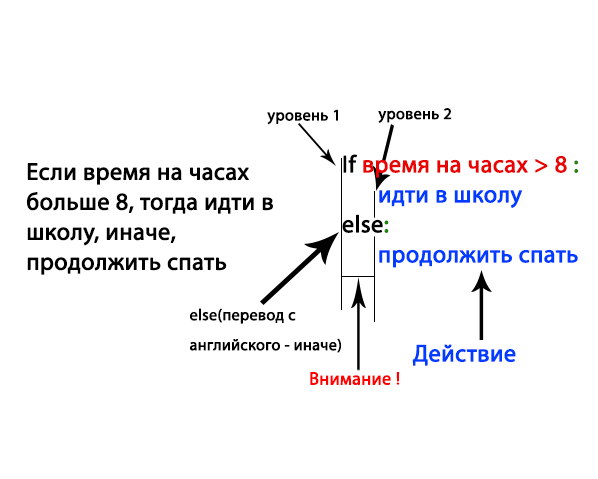 уровень 1
уровень 2
Если время на часах
больше 8, тогда идти в
школу, иначе,
продолжить спать
If время на часах > 8 :
идти в школу
else:
продолжить спать
else(перевод с
английского - иначе)
Внимание !
Действие